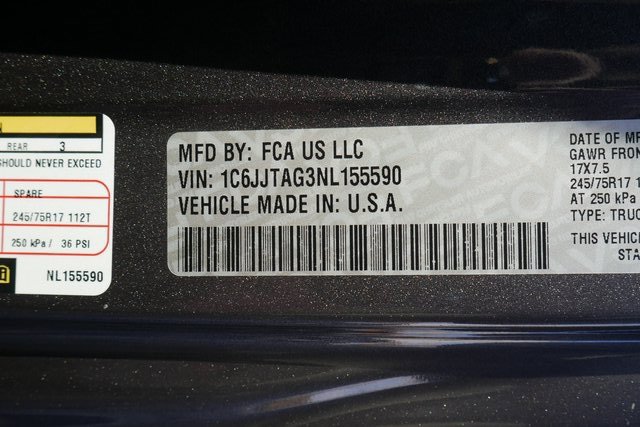 REAR 3
SHOULD NEVER EXCEED
SPARE
245/75R17 112T
250 kPa / 36 PSI
NL155590
MFD BY: FCA US LLC
VIN: 1C6JJTAG3NL155590
VEHICLE MADE IN: U.S.A.
DATE OF MF
GAWR FRON
17X7.5
245/75R17 11
AT 250 kPa
TYPE: TRUC
THIS VEHI
STA